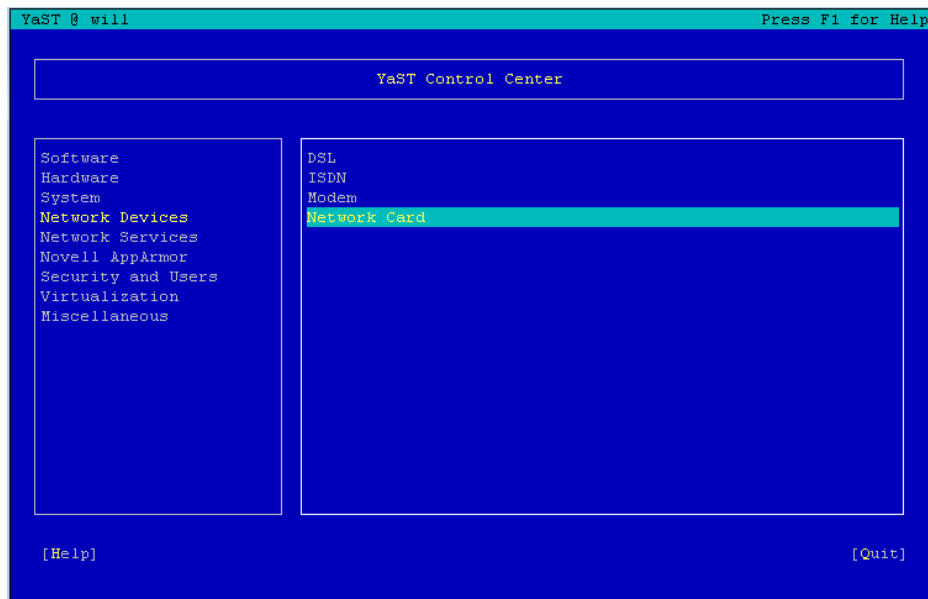 YaST @ will Press F1 for Help
YaST Control Center
Software
Hardware
System
Network Devices
Network Services
Novell AppArmor
Security and Users
Virtualization
Miscellaneous
DSL
ISDN
Modem
Network Card
[Help] [Quit]